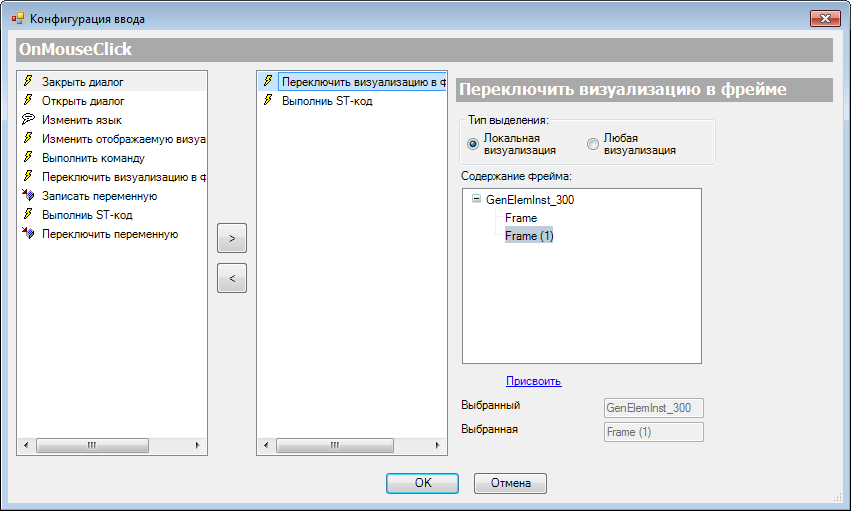 Конфигурация ввода
OnMouseClick
Закрыть диалог
Открыть диалог
Изменить язык
Изменить отображаемую визуа
Выполнить команду
Переключить визуализацию в ф
Записать переменную
Выполниь ST-код
Переключить переменную
>
<
Переключить визуализацию в ф
Выполниь ST-код
Переключить визуализацию в фрейме
Тип выделения:
Локальная
визуализация
Любая
визуализация
Содержание фрейма:
GenElemInst_300
Frame
Frame (1)
Присвоить
Выбранный
GenElemInst_300
Выбранная
Frame (1)
OK
Отмена